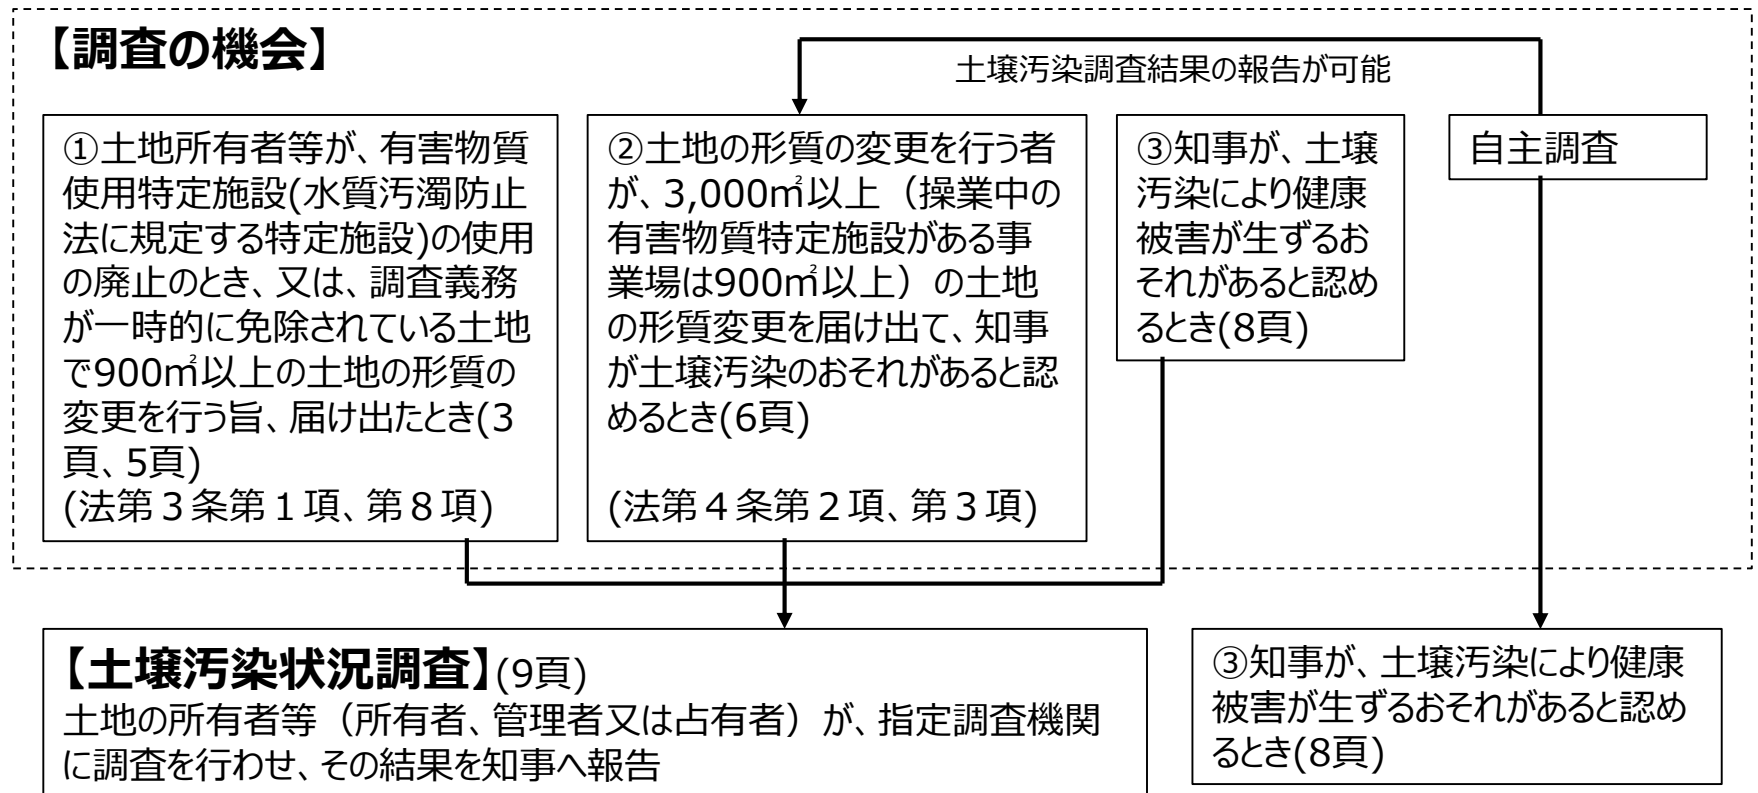 【調査の機会】
土壌汚染調査結果の報告が可能
①土地所有者等が、有害物質
使用特定施設(水質汚濁防止
法に規定する特定施設)の使用
の廃止のとき、又は、調査義務
が一時的に免除されている土地
で900㎡以上の土地の形質の
変更を行う旨、届け出たとき(3
頁、5頁)
(法第３条第１項、第８項)
②土地の形質の変更を行う者
が、3,000㎡以上（操業中の
有害物質特定施設がある事
業場は900㎡以上）の土地
の形質変更を届け出て、知事
が土壌汚染のおそれがあると認
めるとき(6頁)
(法第４条第２項、第３項)
③知事が、土壌
汚染により健康
被害が生ずるお
それがあると認め
るとき(8頁)
自主調査
【土壌汚染状況調査】(9頁)
土地の所有者等（所有者、管理者又は占有者）が、指定調査機関
に調査を行わせ、その結果を知事へ報告
③知事が、土壌汚染により健康
被害が生ずるおそれがあると認め
るとき(8頁)